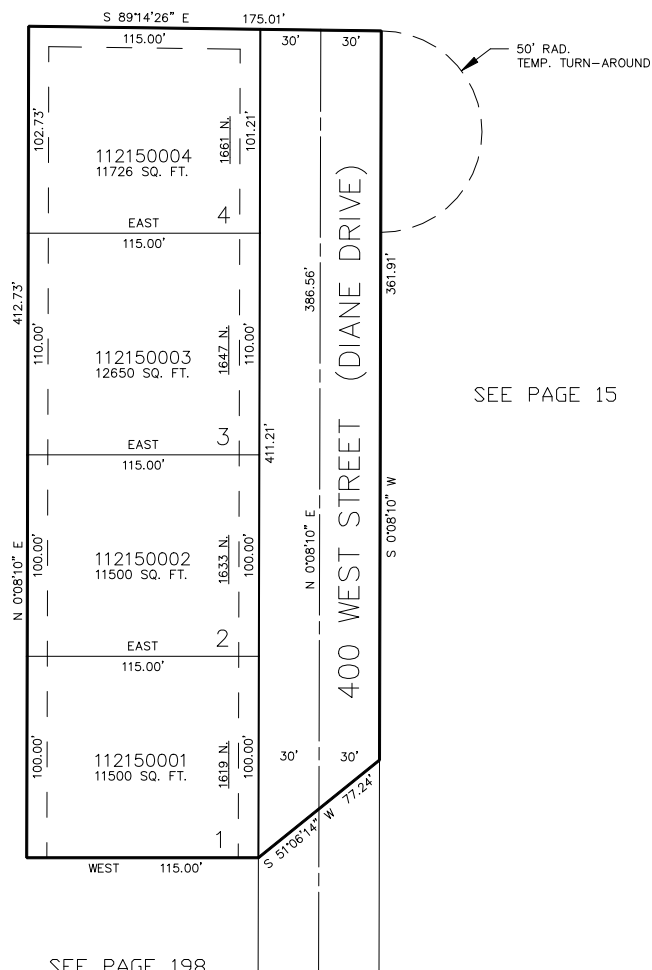 S 89°14'26" E 175.01'
115.00' 30' 30'
50' RAD.
TEMP. TURN-AROUND
102.73'
1661 N.
101.21'
112150004
11726 SQ. FT.
4
EAST
115.00'
412.73'
386.56'
361.91'
400 WEST STREET (DIANE DRIVE)
110.00'
1647 N.
110.00'
112150003
12650 SQ. FT.
SEE PAGE 15
3
EAST
115.00'
411.21'
N 0°08'10" E
N 0°08'10" E
S 0°08'10" W
100.00'
1633 N.
100.00'
112150002
11500 SQ. FT.
2
EAST
115.00'
100.00'
1619 N.
100.00'
112150001
11500 SQ. FT.
30' 30'
1
S 51°06'14" W 77.24'
WEST 115.00'
SEE PAGE 198